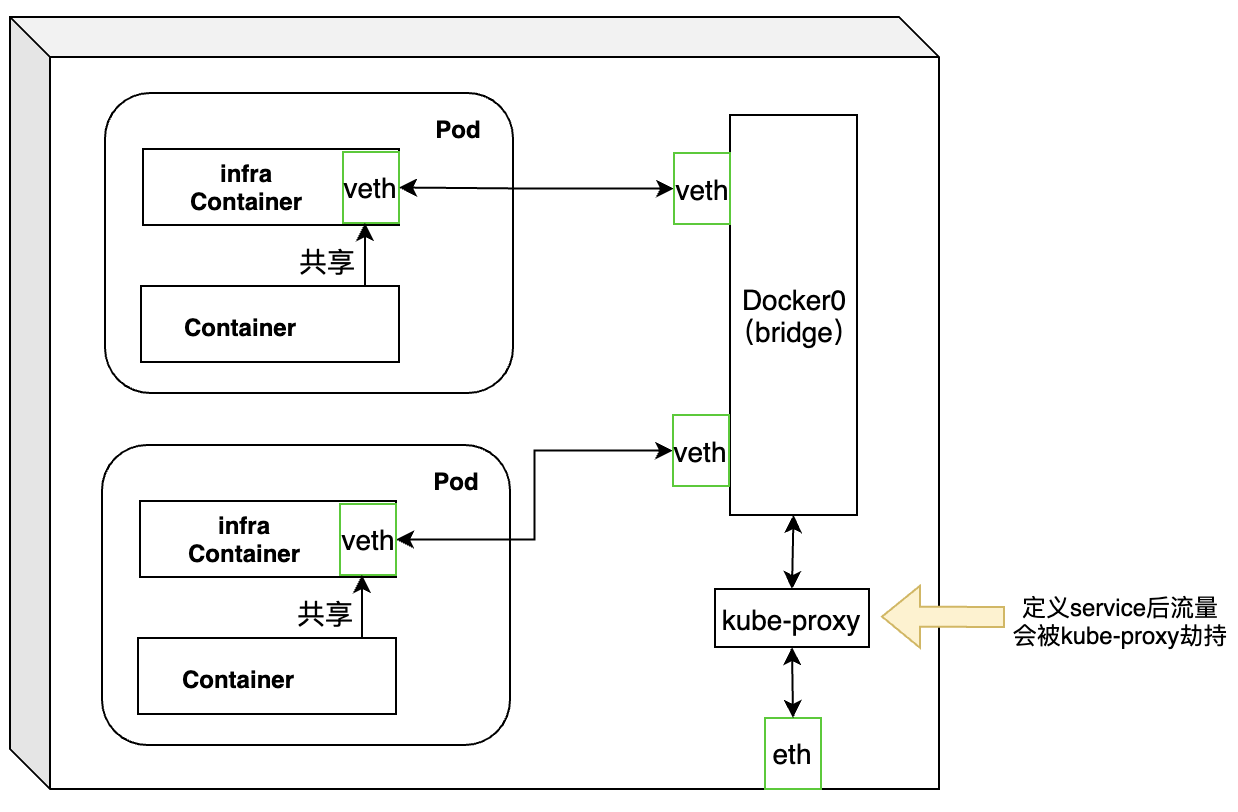 Pod
infra
Container
veth
共享
Container
veth
Docker0
（bridge）
veth
Pod
infra
Container
veth
共享
Container
kube-proxy
定义service后流量
会被kube-proxy劫持
eth